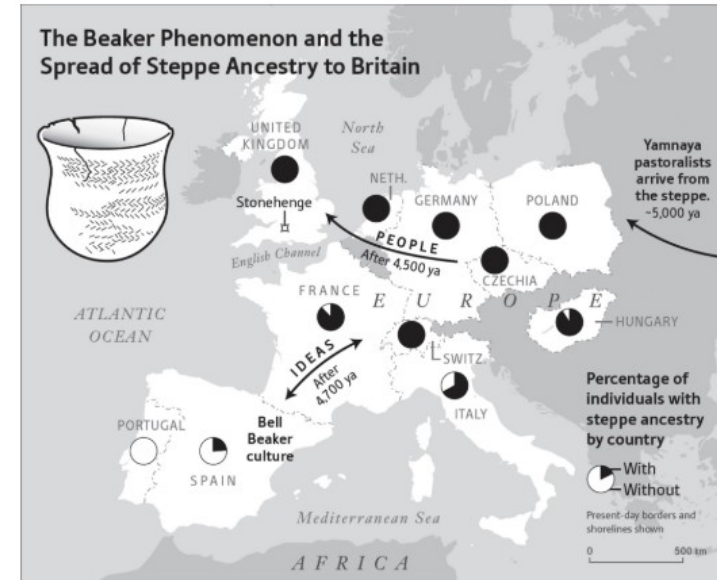 The Beaker Phenomenon and the
Spread of Steppe Ancestry to Britain
UNITED
KINGDOM
North
Sea
Stonehenge
NETH.
GERMANY
POLAND
Yamnaya
pastoralists
arrive from
the steppe.
~5,000 ya
PEOPLE
After 4,500 ya
English Channel
CZECHIA
FRANCE
EUROPE
ATLANTIC
OCEAN
HUNGARY
IDEAS
After
4,700 ya
SWITZ.
ITALY
Bell
Beaker
culture
PORTUGAL
SPAIN
Percentage of
individuals with
steppe ancestry
by country
With
Without
Present-day borders and
shorelines shown
0 500 km
Mediterranean Sea
AFRICA